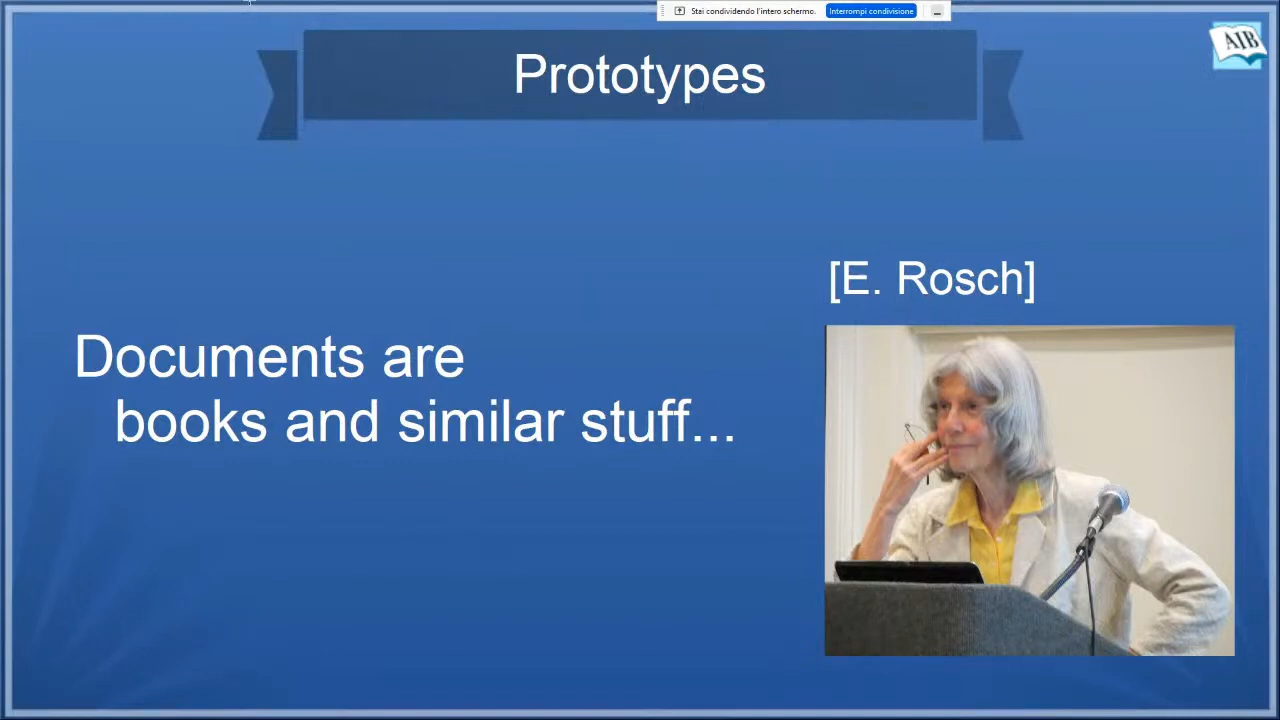 Stai condividendo l'intero schermo. Interrompi condivisione
AIB
Prototypes
[E. Rosch]
Documents are
books and similar stuff...